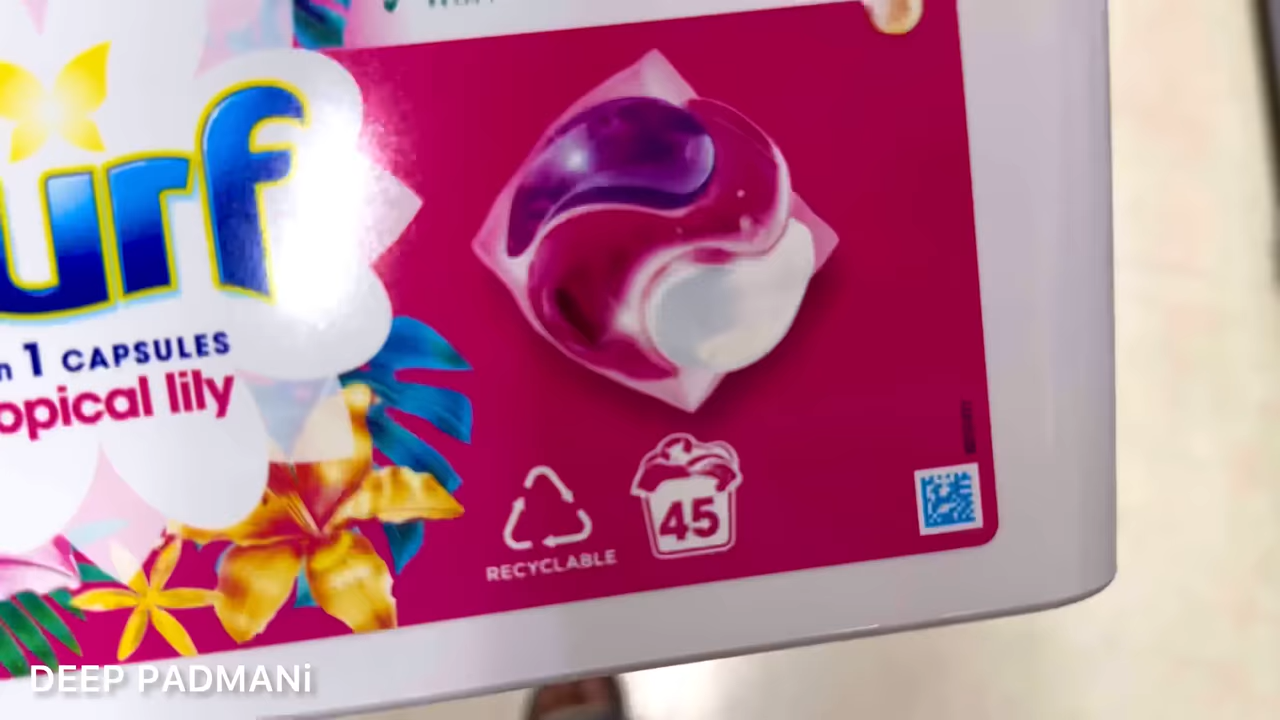 urf
n 1 CAPSULES
opical lily
45
RECYCLABLE
DEEP PADMANi